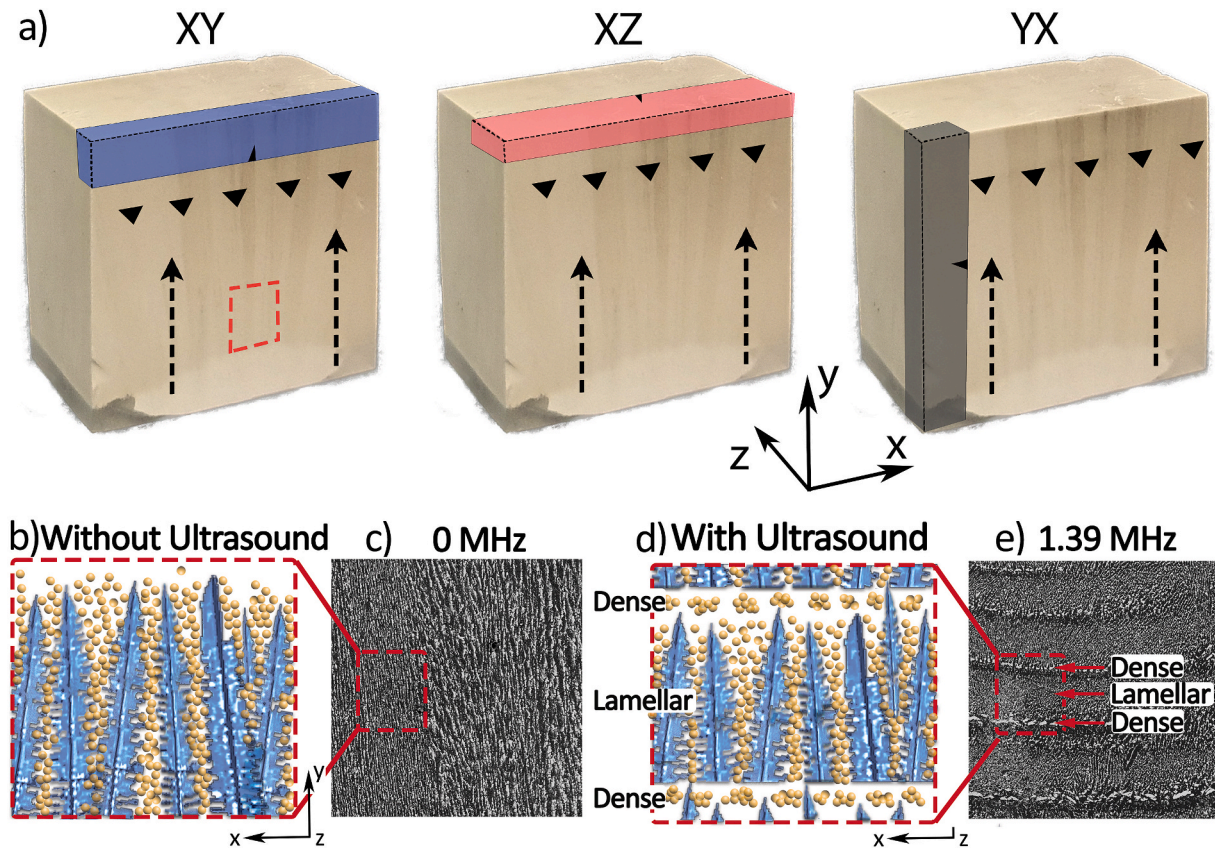 a)
XY
XZ
YX
y
z
x
b) Without Ultrasound
c) 0 MHz
d) With Ultrasound
e) 1.39 MHz
Dense
Lamellar
Dense
Dense
Lamellar
Dense
y
x
z
x
z